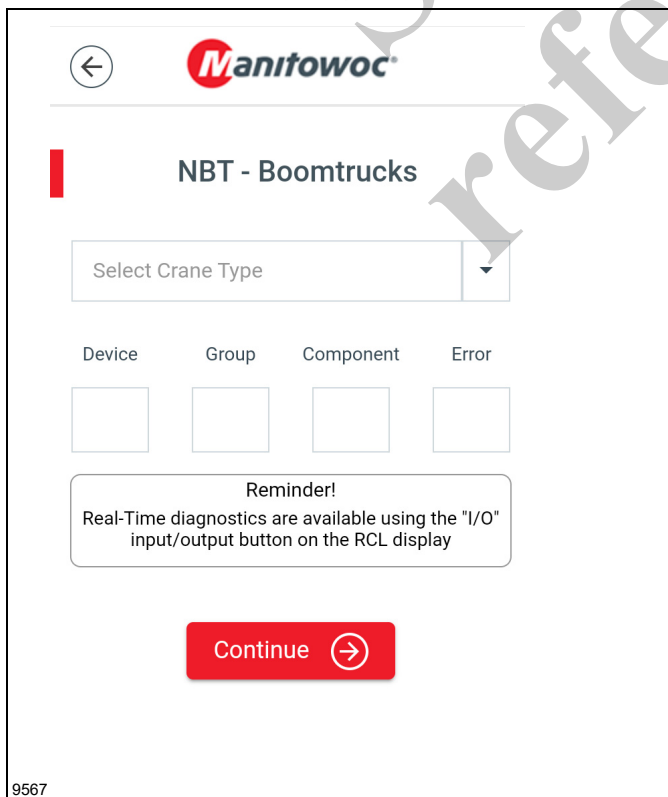 Manitowoc
NBT - Boomtrucks
Select Crane Type
Device Group Component Error
Reminder!
Real-Time diagnostics are available using the "I/O"
input/output button on the RCL display
Continue
9567